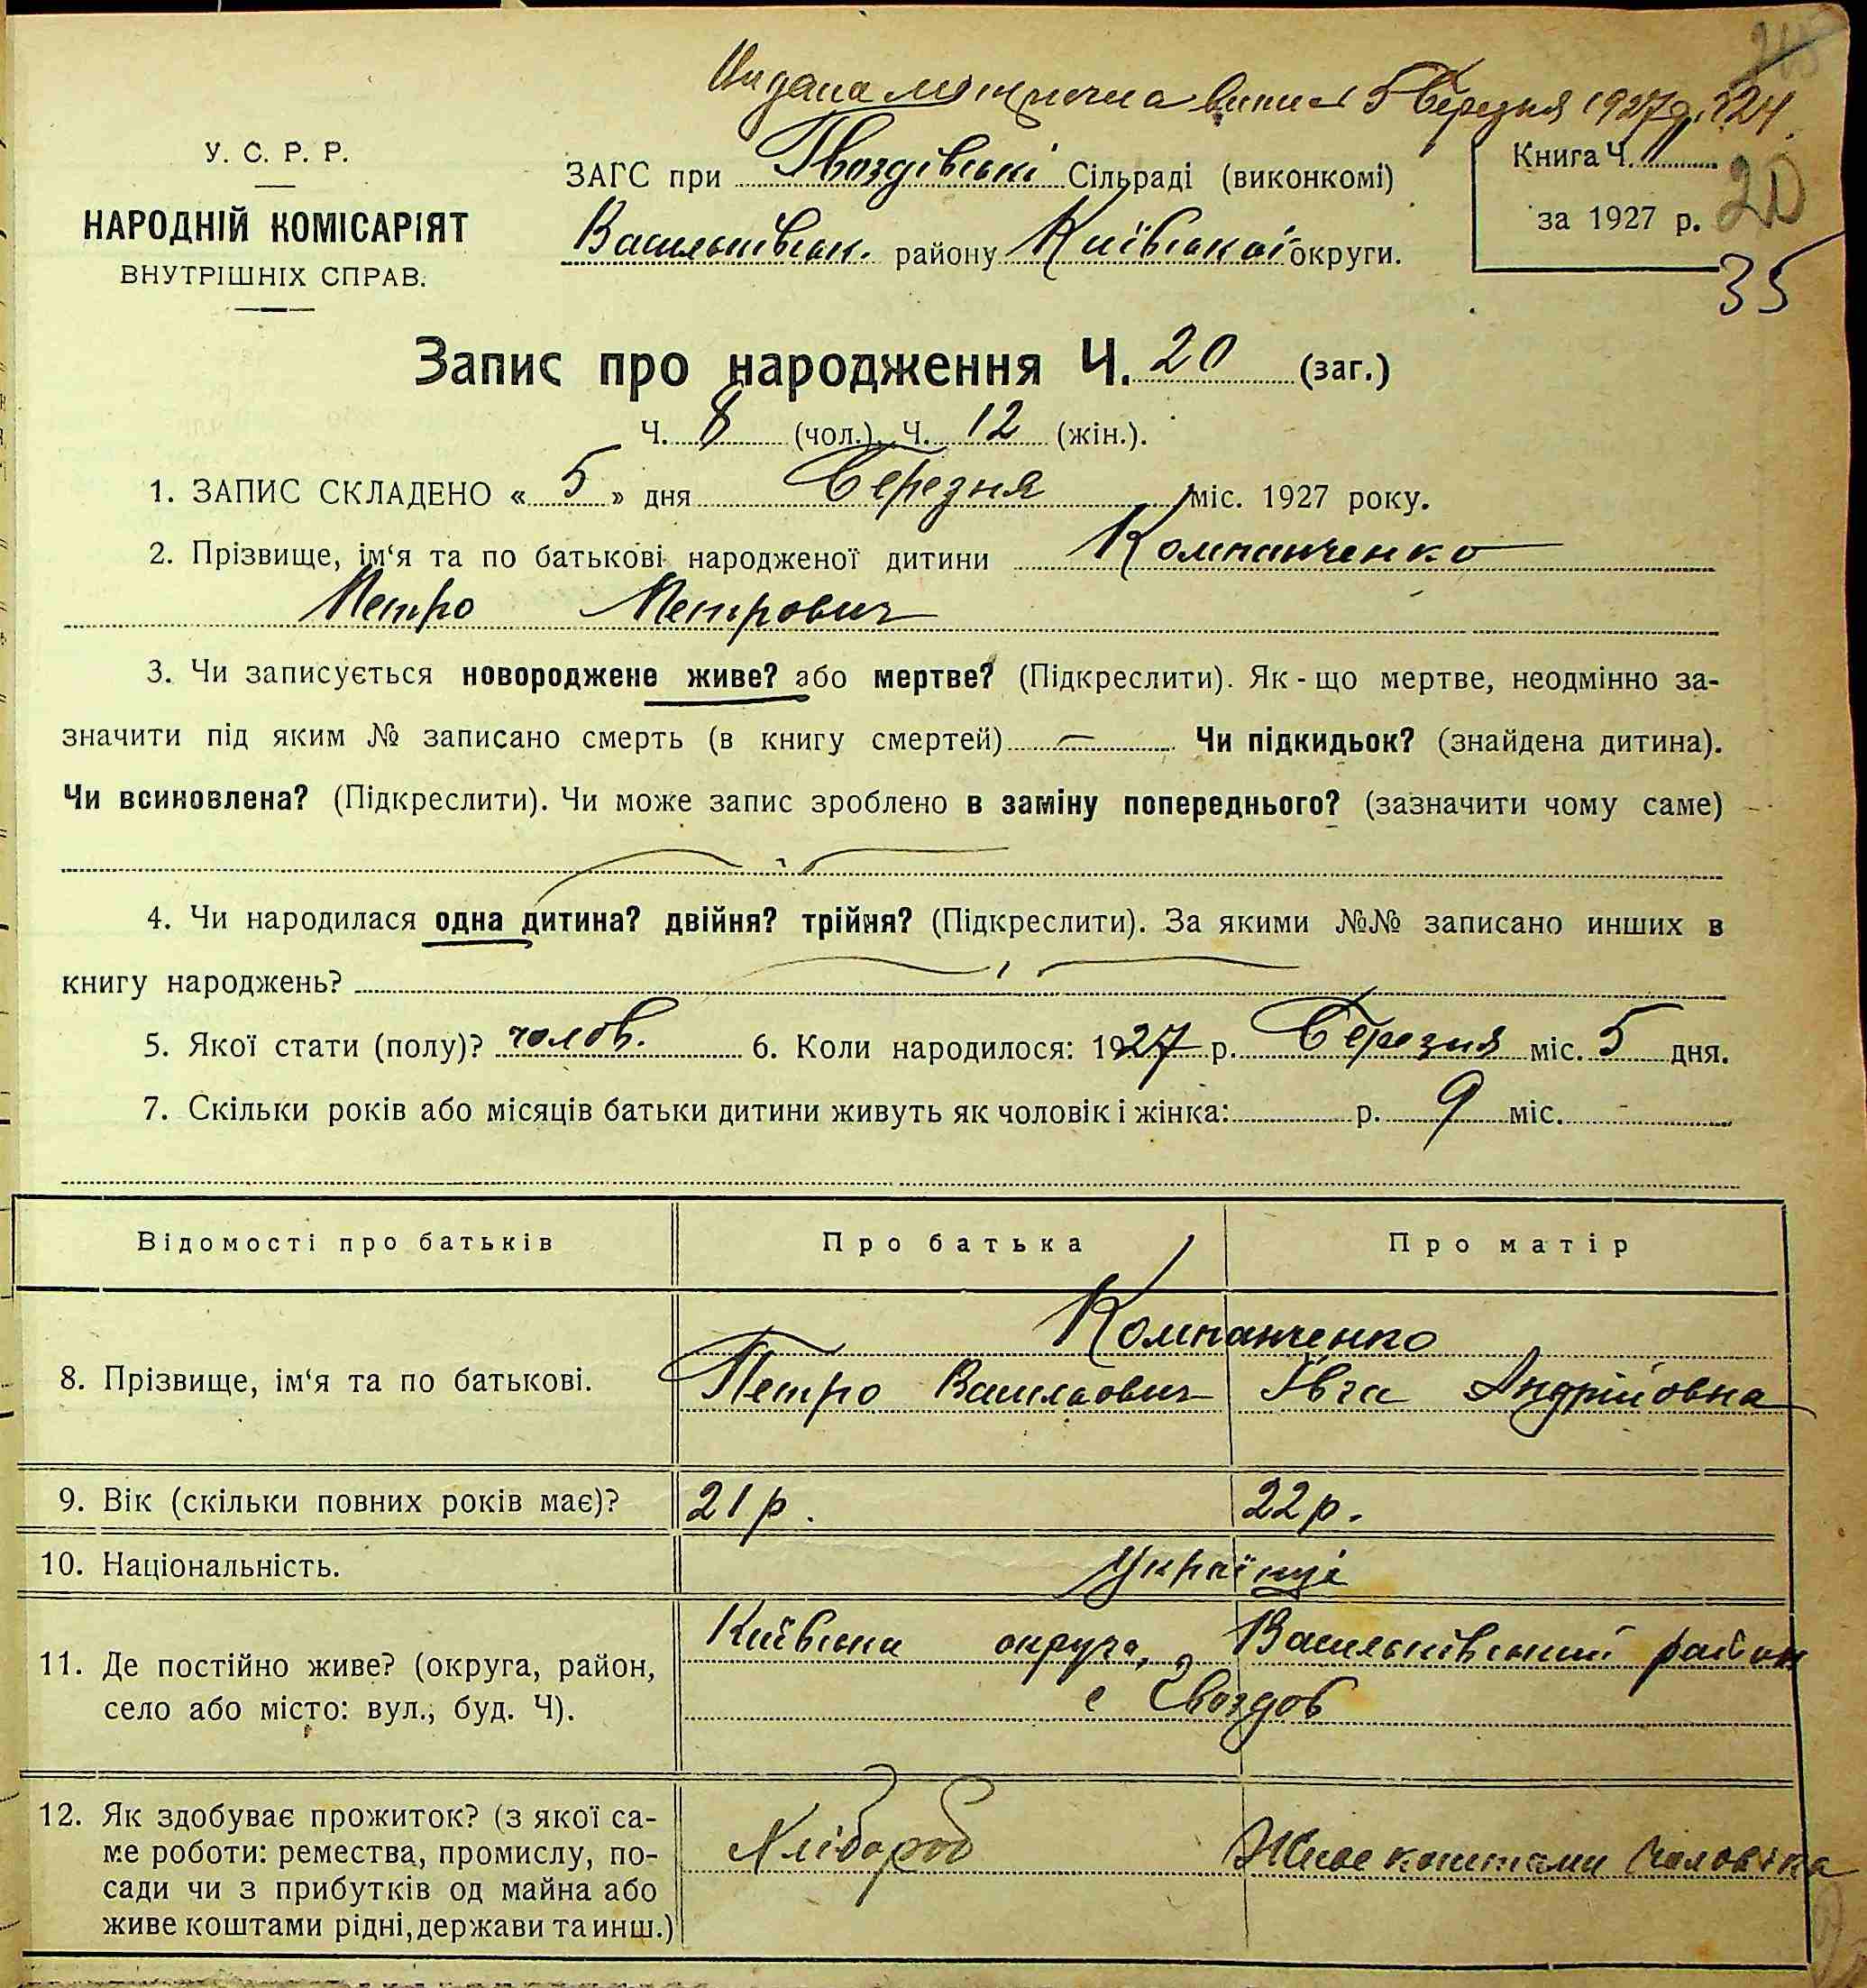 Видана метрична випись 5 Березня 1927 р. 24
У. С. Р. Р.
НАРОДНІЙ КОМІСАРІЯТ
ВНУТРІШНІХ СПРАВ.
ЗАГС при Гвоздівські Сільраді (виконкомі)
Васильківськ. району Київської округи.
Книга Ч. II
за 1927 р.
20
35
Запис про народження Ч. 20 (заг.)
Ч. 8 (чол.), Ч. 12 (жін.).
1. ЗАПИС СКЛАДЕНО « 5 » дня Березня міс. 1927 року.
2. Прізвище, ім‘я та по батькові народженої дитини Компанченко
Петро Петрович
3. Чи записується новороджене живе? або мертве? (Підкреслити). Як-що мертве, неодмінно за-
значити під яким № записано смерть (в книгу смертей) — Чи підкидьок? (знайдена дитина).
Чи всиновлена? (Підкреслити). Чи може запис зроблено в заміну попереднього? (зазначити чому саме)
4. Чи народилася одна дитина? двійня? трійня? (Підкреслити). За якими №№ записано инших в
книгу народжень?
5. Якої стати (полу)? чолов. 6. Коли народилося: 1927 р. Березня міс. 5 дня.
7. Скільки років або місяців батьки дитини живуть як чоловік і жінка: р. 9 міс.
Відомості про батьків Про батька Про матір
Компанченко
8. Прізвище, ім‘я та по батькові. Петро Василович Ївга Андрійовна
9. Вік (скільки повних років має)? 21 р. 22 р.
10. Національність. Українці
Київська округа, Васильківський район
11. Де постійно живе? (округа, район,
село або місто: вул., буд. Ч). с Гвоздов
12. Як здобуває прожиток? (з якої са-
ме роботи: ремества, промислу, по- Хлібороб Живе коштами чоловіка
сади чи з прибутків од майна або
живе коштами рідні, держави та инш.)